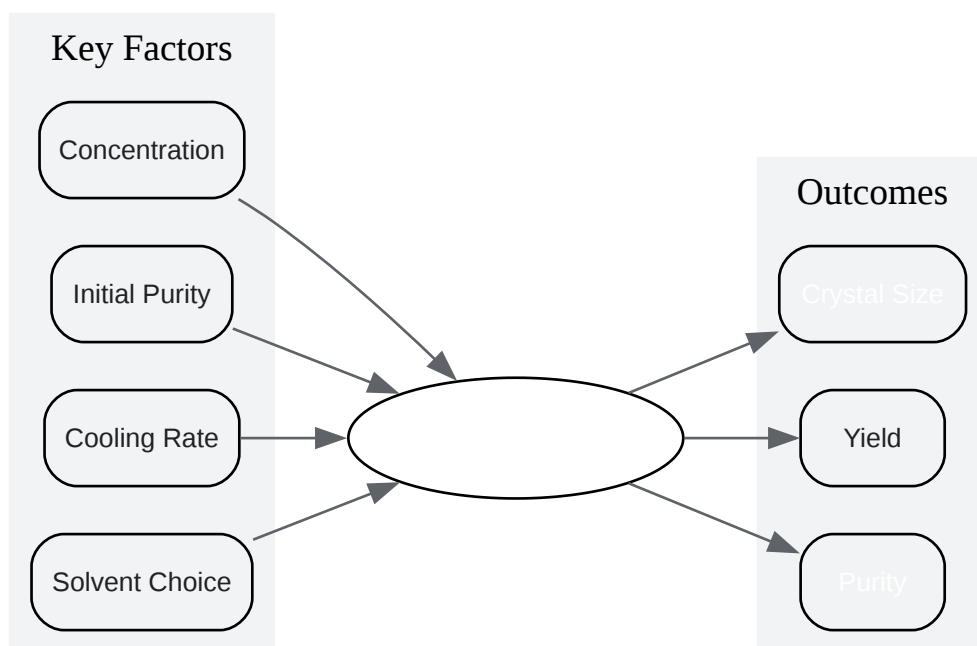 Key Factors
Concentration
Initial Purity
Cooling Rate
Solvent Choice
Outcomes
Crystal Size
Yield
Purity